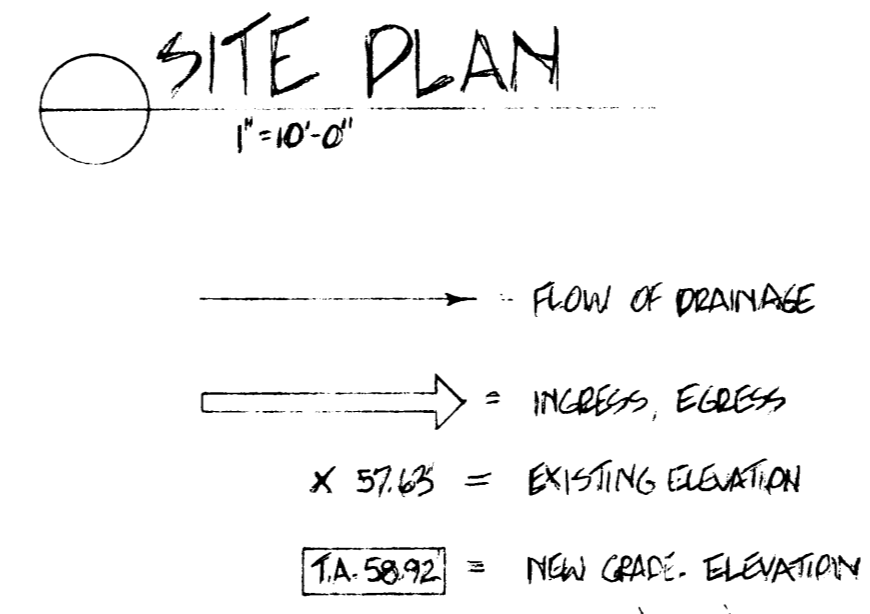 SITE PLAN
1"=10'-0"
= FLOW OF DRAINAGE
= INGRESS, EGRESS
X 57.63 = EXISTING ELEVATION
T.A. 58.92 = NEW GRADE. ELEVATION